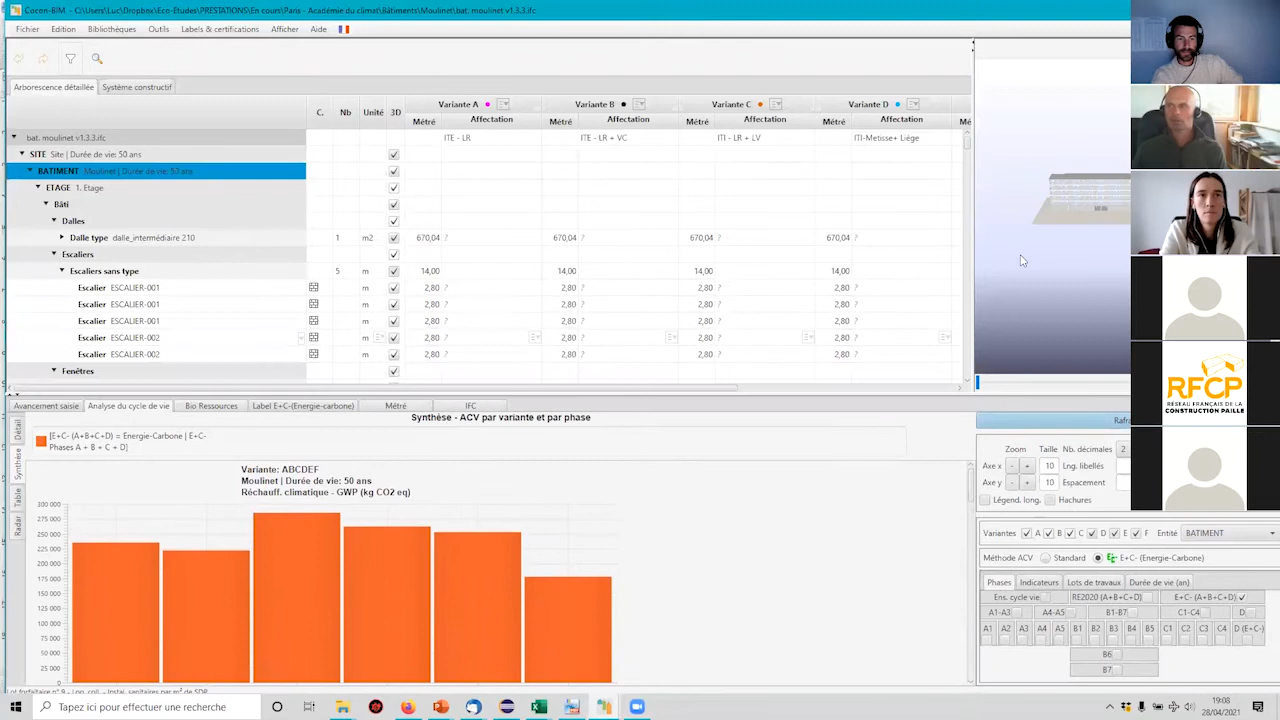 Cocon-BIM - C:\Users\Luc\Dropbox\Eco-Etudes\PRESTATIONS\En cours\Paris - Académie du climat\Bâtiments\Moulinet\bat. moulinet v1.3.3.ifc
Fichier Edition Bibliothèques Outils Labels & certifications Afficher Aide
Arborescence détaillée Système constructif
C. Nb Unité 3D Variante A Variante B Variante C Variante D
Métré Affectation Métré Affectation Métré Affectation Métré Affectation Mé
bat. moulinet v1.3.3.ifc ITE - LR ITE - LR + VC ITI - LR + LV ITI-Metisse+ Liège
SITE Site | Durée de vie: 50 ans
BATIMENT Moulinet | Durée de vie: 50 ans
ETAGE 1. Etage
Bâti
Dalles
Dalle type dalle_intermédiaire 210 1 m2 670,04 ? 670,04 ? 670,04 ? 670,04 ?
Escaliers
Escaliers sans type 5 m 14,00 14,00 14,00 14,00
Escalier ESCALIER-001 m 2,80 ? 2,80 ? 2,80 ? 2,80 ?
Escalier ESCALIER-001 m 2,80 ? 2,80 ? 2,80 ? 2,80 ?
Escalier ESCALIER-001 m 2,80 ? 2,80 ? 2,80 ? 2,80 ?
Escalier ESCALIER-002 m 2,80 ? 2,80 ? 2,80 ? 2,80 ?
Escalier ESCALIER-002 m 2,80 ? 2,80 ? 2,80 ? 2,80 ?
Fenêtres
RFCP
RÉSEAU FRANÇAIS DE LA
CONSTRUCTION PAILLE
Avancement saisie Analyse du cycle de vie Bio Ressources Label E+C-(Energie-carbone) Métré IFC
Détail
Synthèse
Table
Radar
Synthèse - ACV par variante et par phase
[E+C- (A+B+C+D) = Energie-Carbone | E+C-
Phases A + B + C + D]
Variante: ABCDEF
Moulinet | Durée de vie: 50 ans
Réchauff. climatique - GWP (kg CO2 eq)
300 000
275 000
250 000
225 000
200 000
175 000
150 000
125 000
100 000
75 000
50 000
25 000
0
Rafra
Zoom Taille Nb. décimales 2
Axe x - + 10 Lng. libellés
Axe y - + 10 Espacement
Légend. long. Hachures
Variantes A B C D E F Entité BATIMENT
Méthode ACV Standard E+C- (Energie-Carbone)
Phases Indicateurs Lots de travaux Durée de vie (an)
Ens. cycle vie RE2020 (A+B+C+D) E+C- (A+B+C+D)
A1-A3 A4-A5 B1-B7 C1-C4 D
A1 A2 A3 A4 A5 B1 B2 B3 B4 B5 C1 C2 C3 C4 D (E+C-)
B6
B7
Tapez ici pour effectuer une recherche
19:08
28/04/2021